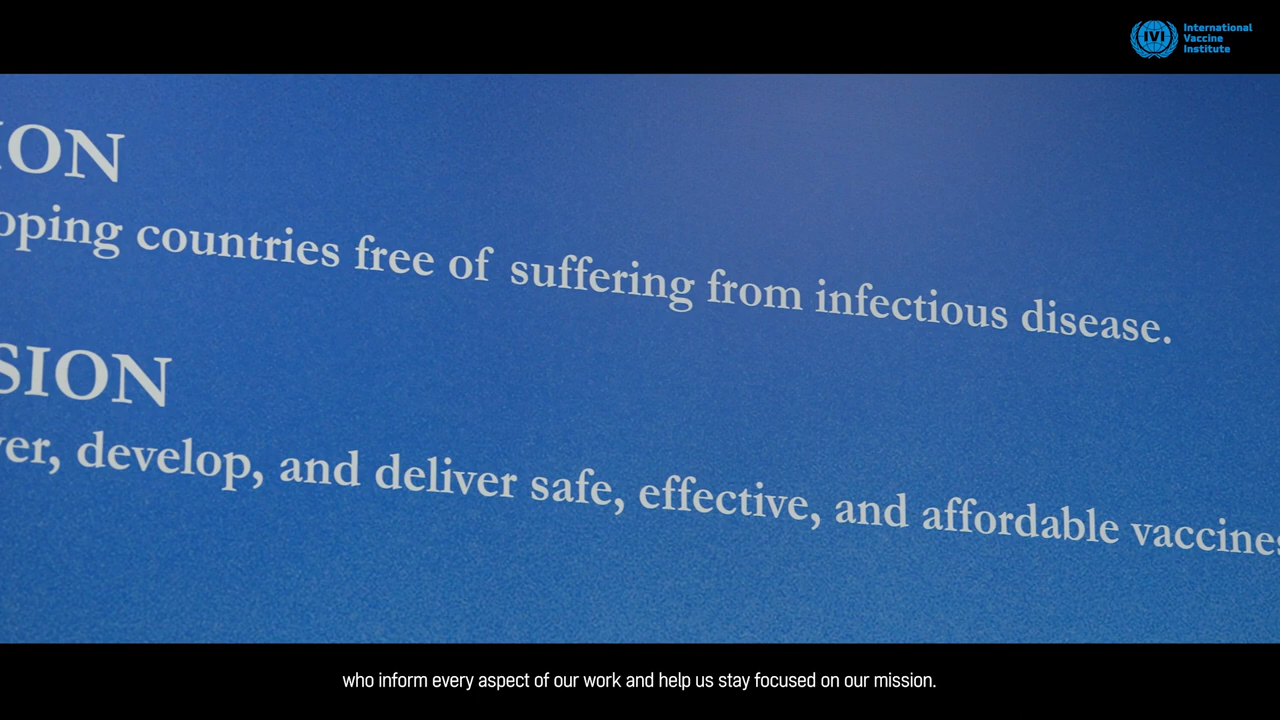 IVI
International
Vaccine
Institute
ION
oping countries free of suffering from infectious disease.
SION
ver, develop, and deliver safe, effective, and affordable vaccines
who inform every aspect of our work and help us stay focused on our mission.